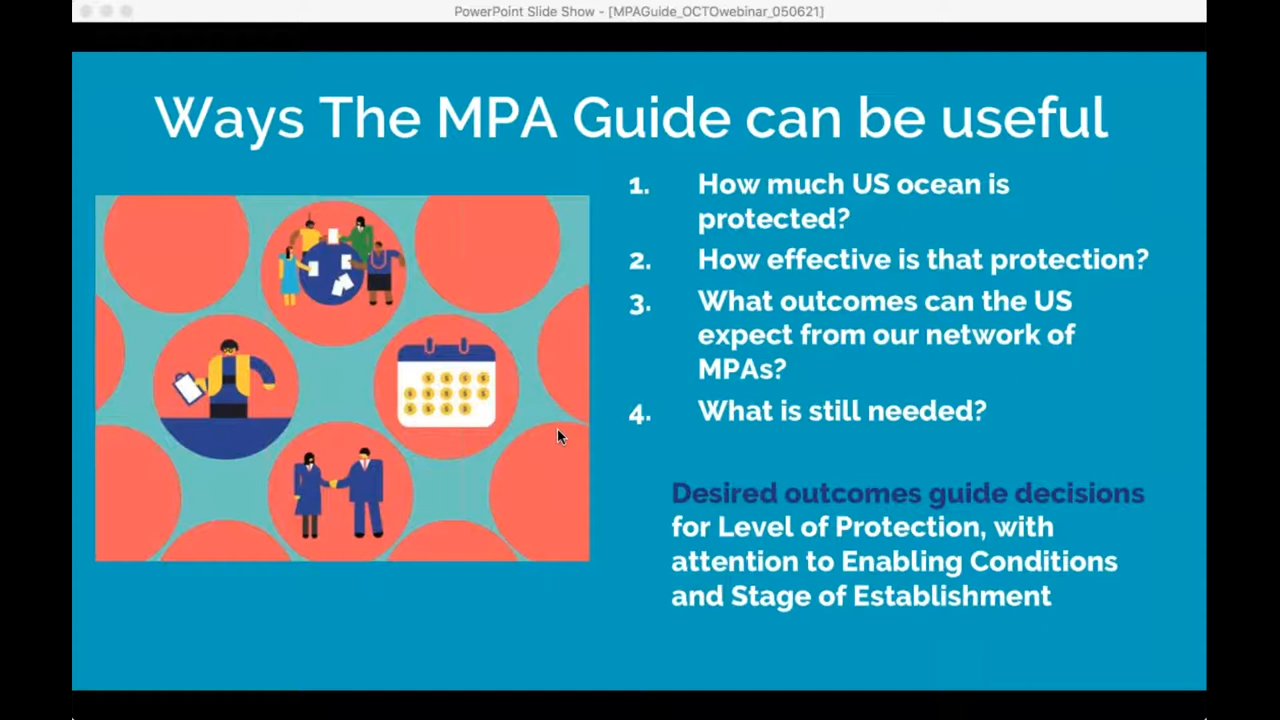 PowerPoint Slide Show - [MPAGuide_OCTOwebinar_050621]
Ways The MPA Guide can be useful
1. How much US ocean is
protected?
2. How effective is that protection?
3. What outcomes can the US
expect from our network of
MPAs?
4. What is still needed?
Desired outcomes guide decisions
for Level of Protection, with
attention to Enabling Conditions
and Stage of Establishment